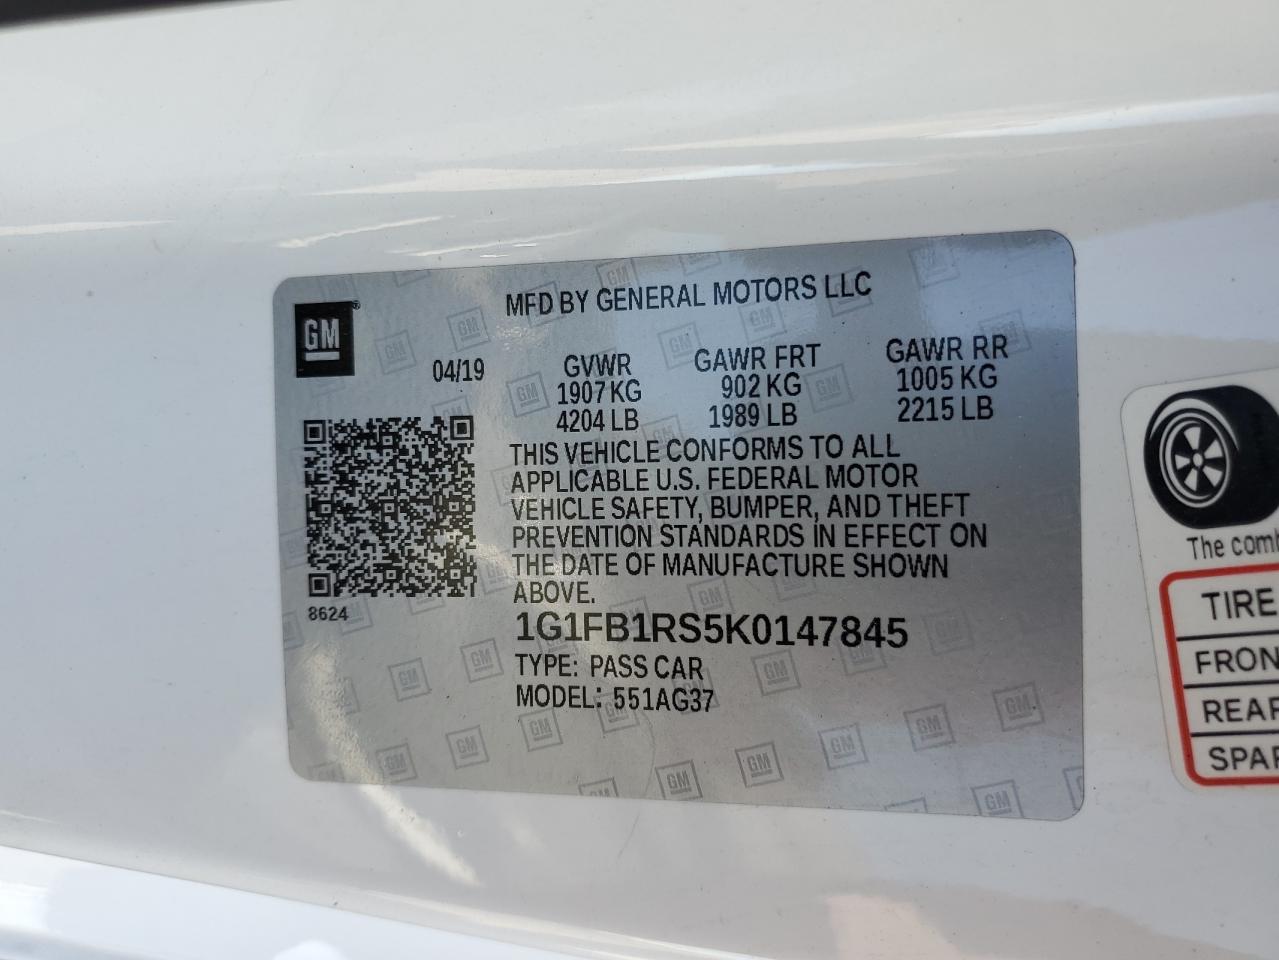 MFD BY GENERAL MOTORS LLC
GM
04/19
GVWR GAWR FRT GAWR RR
1907 KG 902 KG 1005 KG
4204 LB 1989 LB 2215 LB
THIS VEHICLE CONFORMS TO ALL
APPLICABLE U.S. FEDERAL MOTOR
VEHICLE SAFETY, BUMPER, AND THEFT
PREVENTION STANDARDS IN EFFECT ON
THE DATE OF MANUFACTURE SHOWN
ABOVE.
8624
1G1FB1RS5K0147845
TYPE: PASS CAR
MODEL: 551AG37
The comb
TIRE
FRON
REAR
SPAR